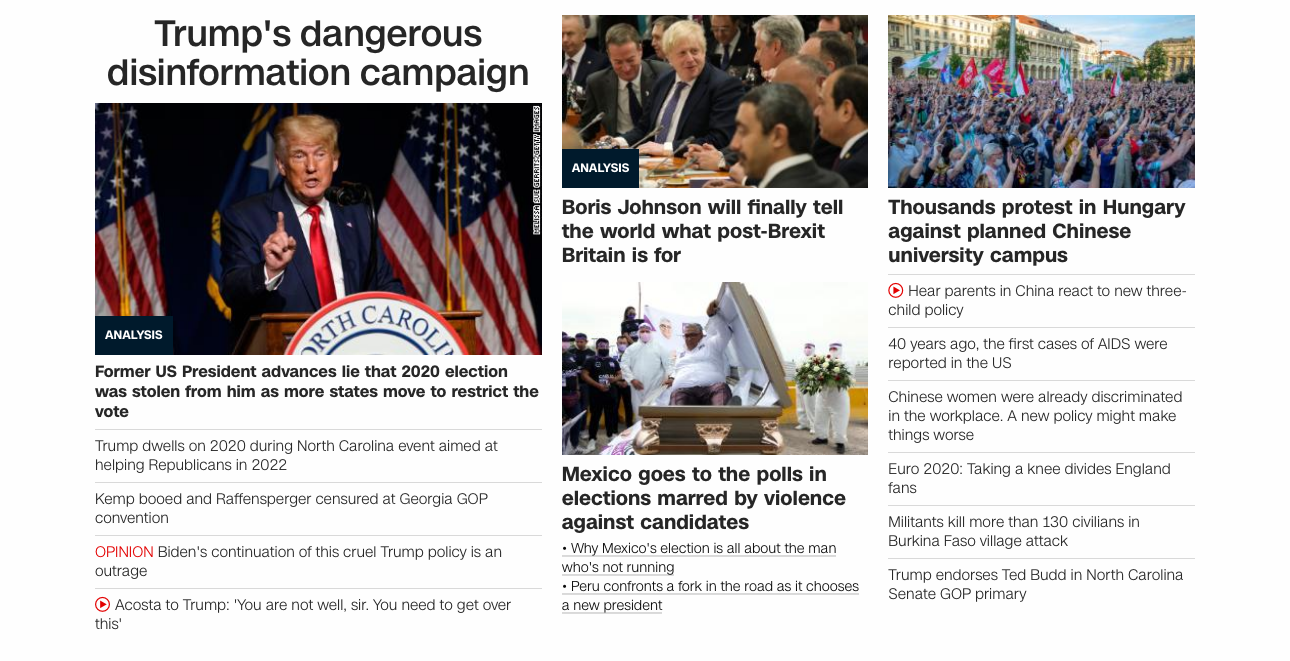 Trump's dangerous
disinformation campaign
MELISSA SUE GERRITS/GETTY IMAGES
ANALYSIS
NORTH CAROL
Former US President advances lie that 2020 election
was stolen from him as more states move to restrict the
vote
Trump dwells on 2020 during North Carolina event aimed at
helping Republicans in 2022
Kemp booed and Raffensperger censured at Georgia GOP
convention
OPINION Biden's continuation of this cruel Trump policy is an
outrage
Acosta to Trump: 'You are not well, sir. You need to get over
this'
ANALYSIS
Boris Johnson will finally tell
the world what post-Brexit
Britain is for
Mexico goes to the polls in
elections marred by violence
against candidates
• Why Mexico's election is all about the man
who's not running
• Peru confronts a fork in the road as it chooses
a new president
Thousands protest in Hungary
against planned Chinese
university campus
Hear parents in China react to new three-
child policy
40 years ago, the first cases of AIDS were
reported in the US
Chinese women were already discriminated
in the workplace. A new policy might make
things worse
Euro 2020: Taking a knee divides England
fans
Militants kill more than 130 civilians in
Burkina Faso village attack
Trump endorses Ted Budd in North Carolina
Senate GOP primary